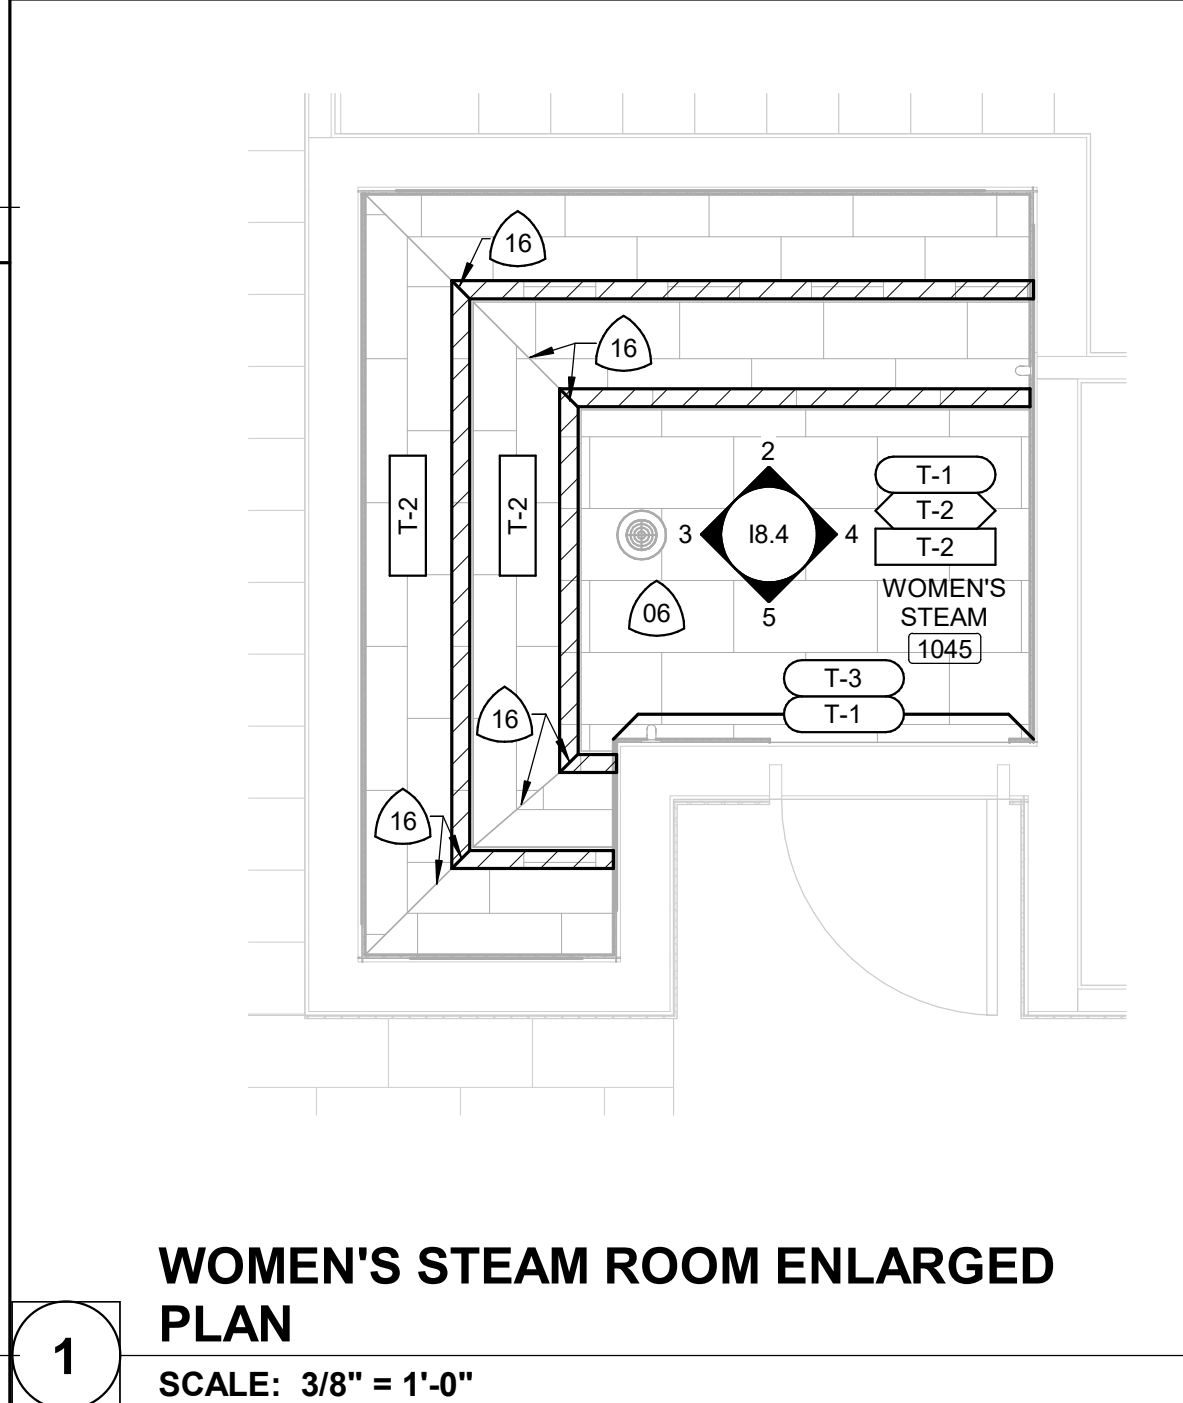 16
16
T-2
T-2
2
3
I8.4
4
5
T-1
T-2
T-2
WOMEN'S
STEAM
1045
06
T-3
T-1
16
16
WOMEN'S STEAM ROOM ENLARGED
PLAN
1
SCALE: 3/8" = 1'-0"